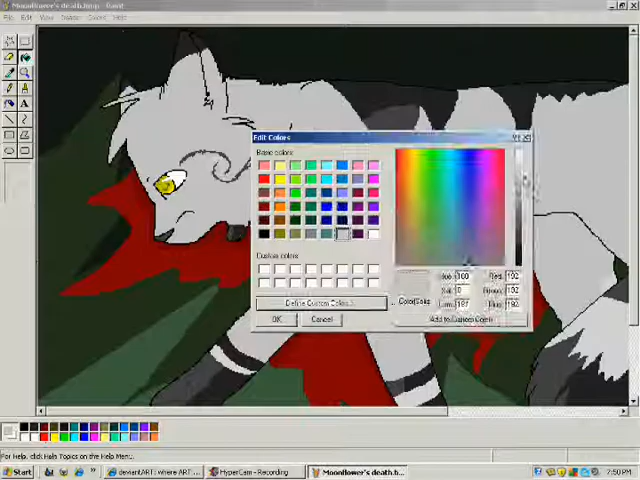 Moonflower's death.bmp - Paint
File Edit View Image Colors Help
Edit Colors
Basic colors:
Custom colors:
Define Custom Colors >>
OK Cancel
Color|Solid
Hue: 160 Red: 192
Sat: 0 Green: 192
Lum: 181 Blue: 192
Add to Custom Colors
For Help, click Help Topics on the Help Menu.
Start deviantART: where ART ... HyperCam - Recording Moonflower's death.b... 7:50 PM